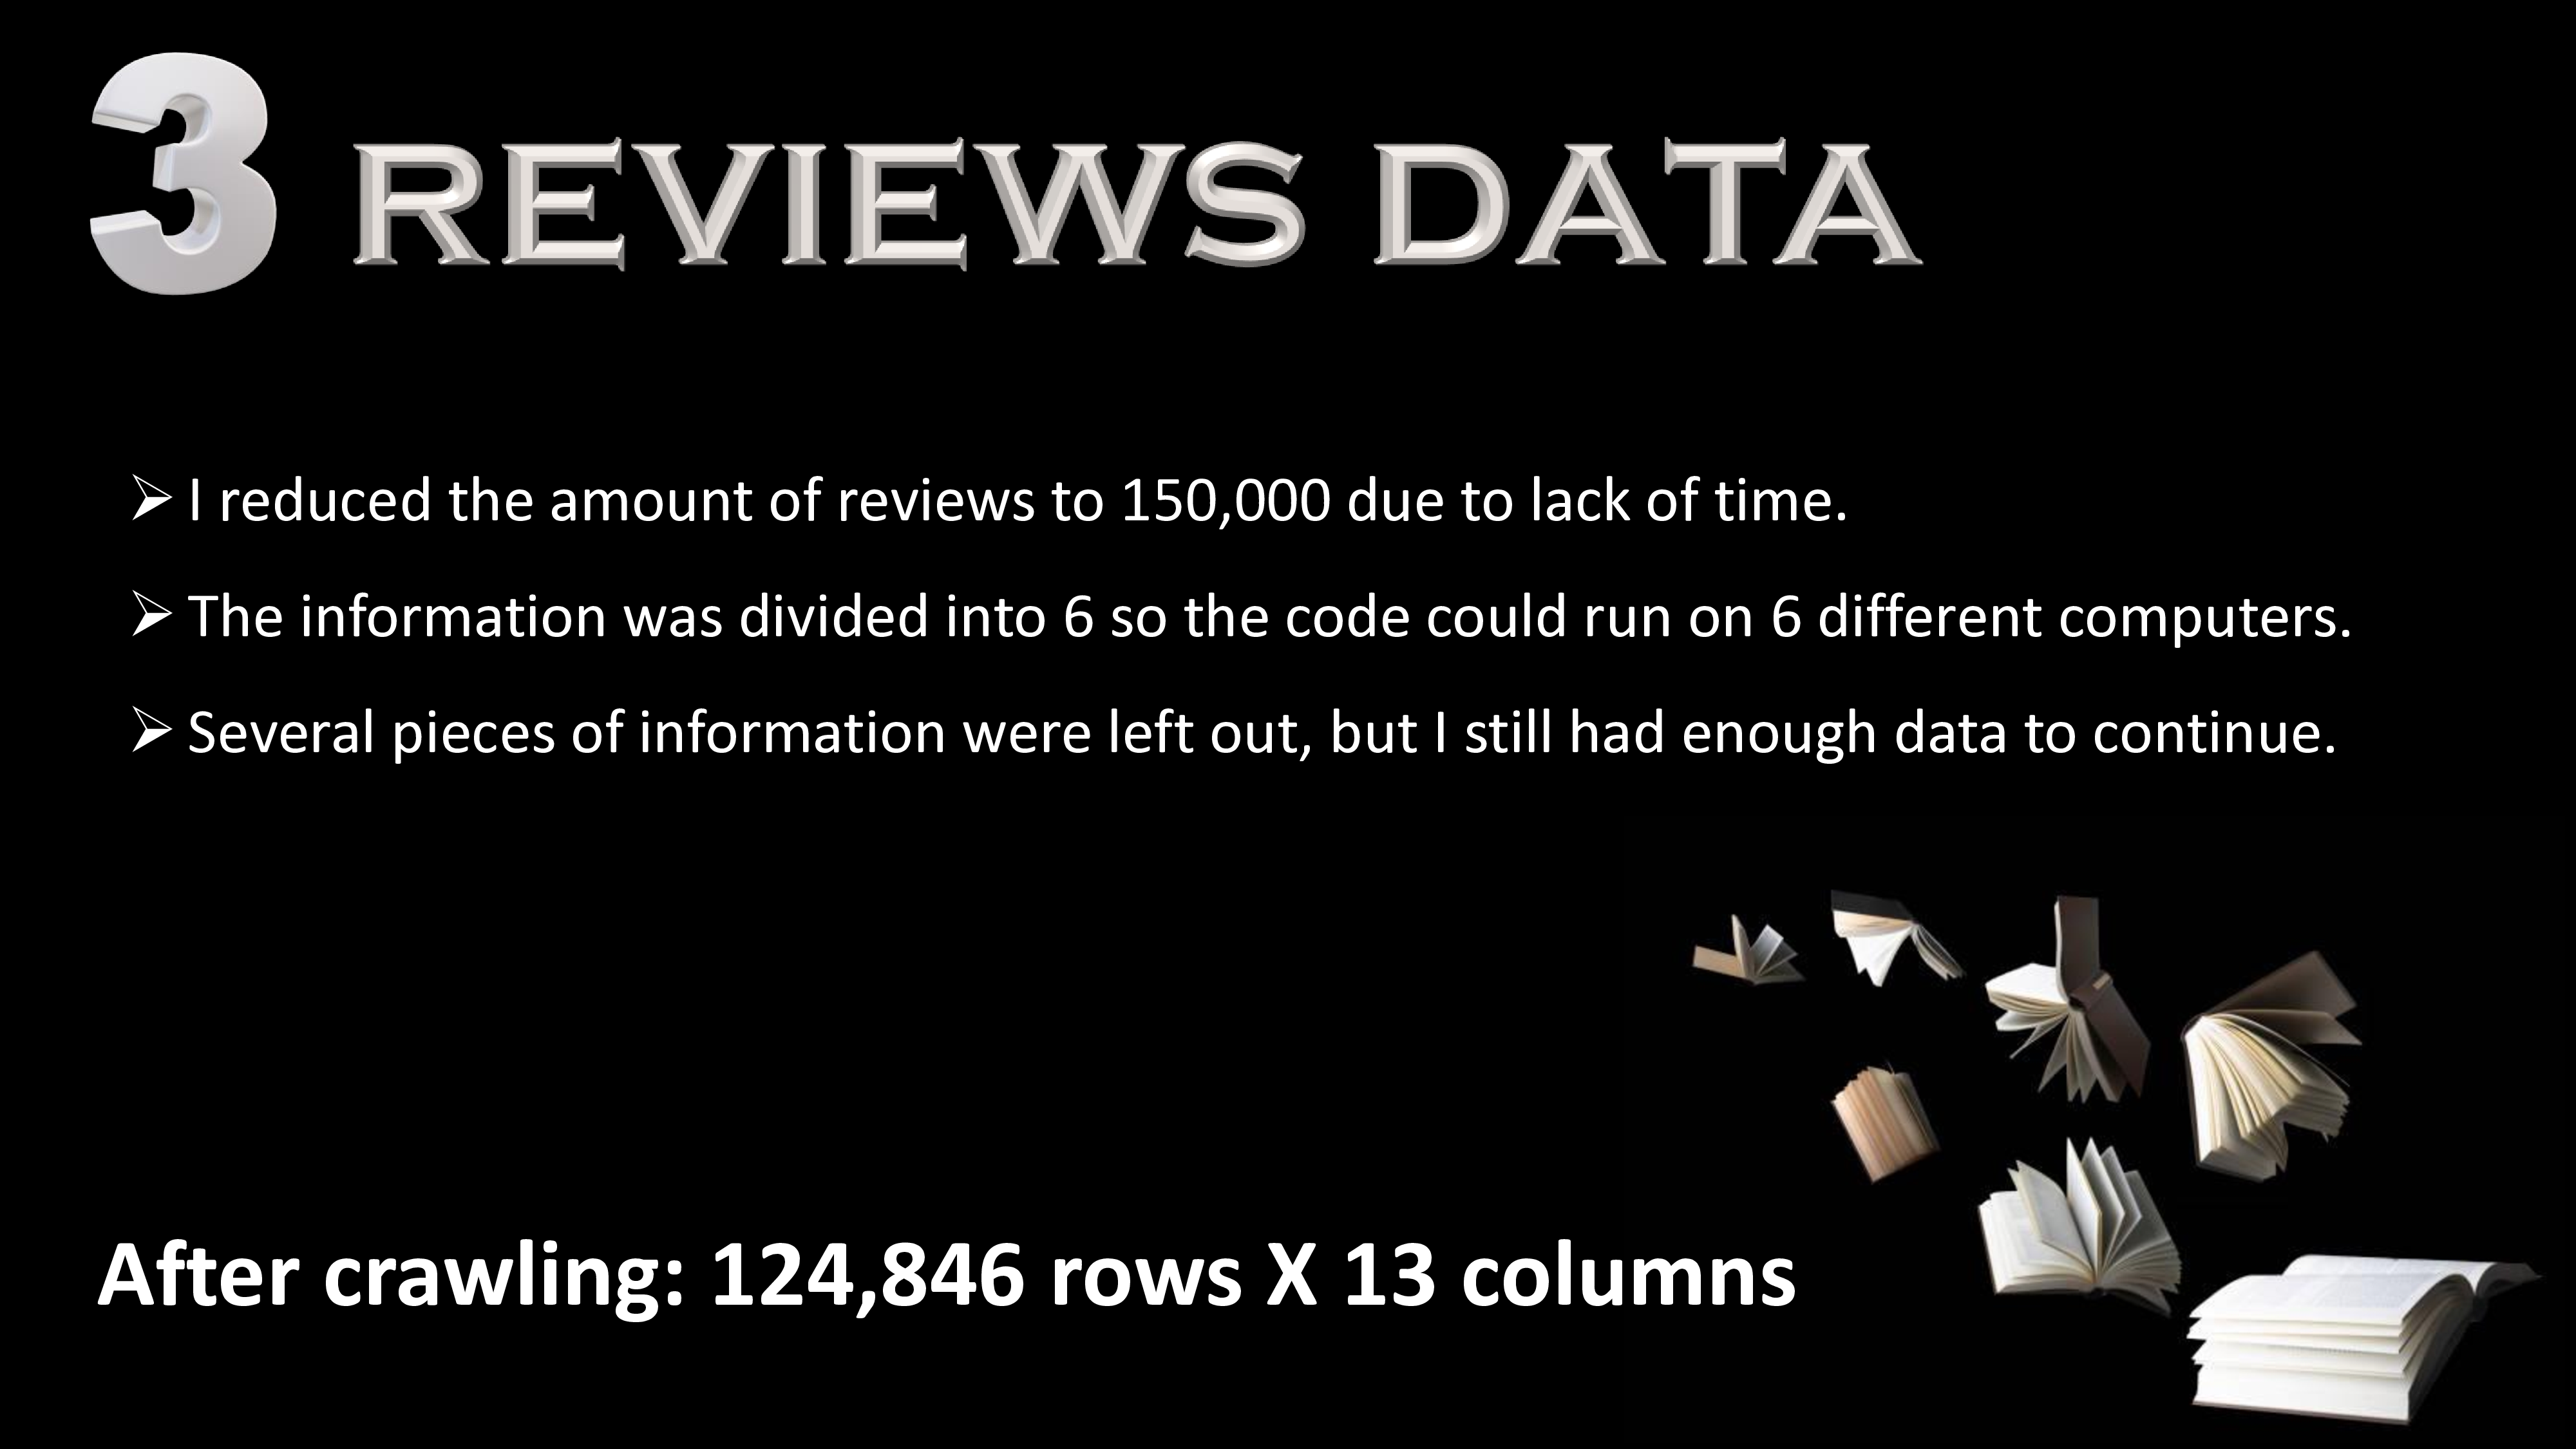 3 REVIEWS DATA
➢ I reduced the amount of reviews to 150,000 due to lack of time.
➢ The information was divided into 6 so the code could run on 6 different computers.
➢ Several pieces of information were left out, but I still had enough data to continue.
After crawling: 124,846 rows X 13 columns